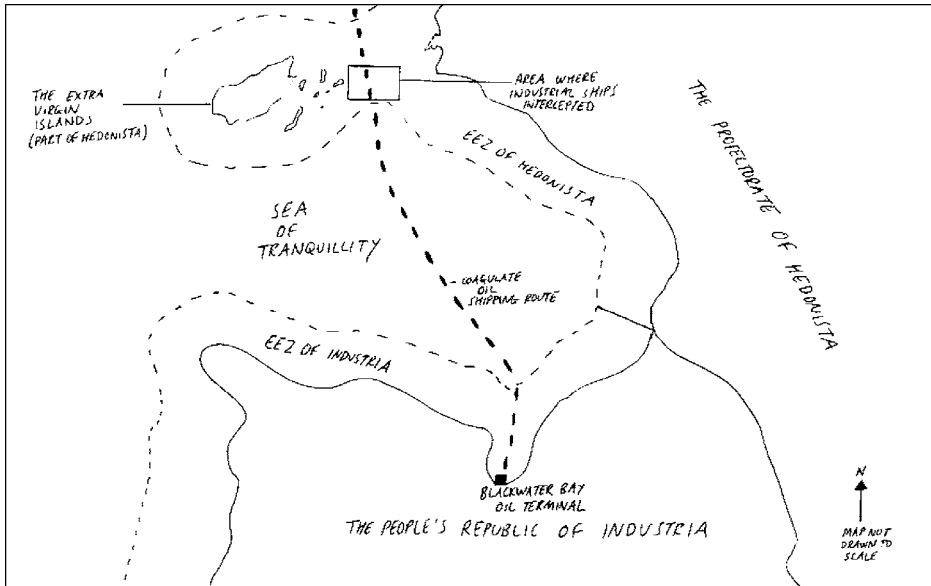 THE EXTRA
VIRGIN
ISLANDS
(PART OF HEDONISTA)
AREA WHERE
INDUSTRIAL SHIPS
INTERCEPTED
THE PROTECTORATE OF HEDONISTA
EEZ OF HEDONISTA
SEA
OF
TRANQUILLITY
COAGULATE
OIL
SHIPPING ROUTE
EEZ OF INDUSTRIA
BLACKWATER BAY
OIL TERMINAL
THE PEOPLE'S REPUBLIC OF INDUSTRIA
N
MAP NOT
DRAWN TO
SCALE